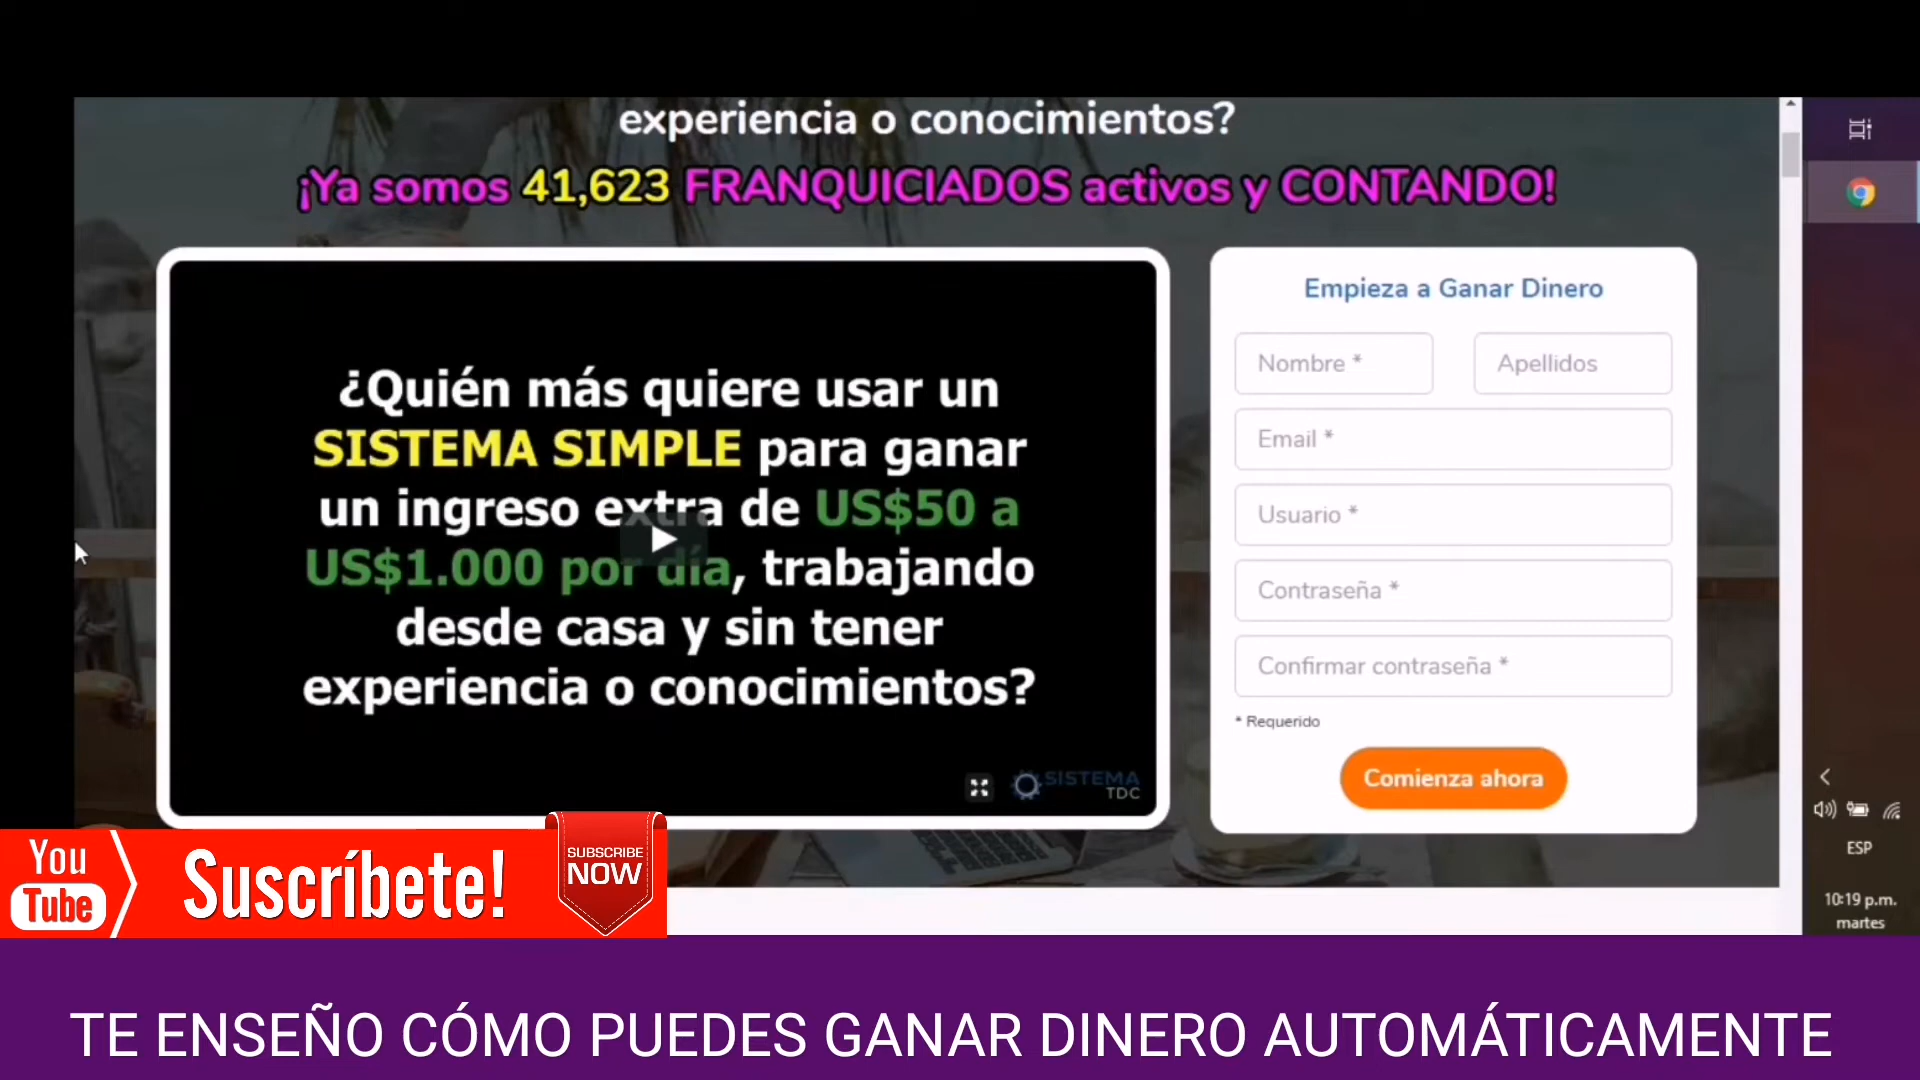 experiencia o conocimientos?
¡Ya somos 41,623 FRANQUICIADOS activos y CONTANDO!
¿Quién más quiere usar un
SISTEMA SIMPLE para ganar
un ingreso extra de US$50 a
US$1.000 por día, trabajando
desde casa y sin tener
experiencia o conocimientos?
SISTEMA
TDC
Empieza a Ganar Dinero
Nombre *
Apellidos
Email *
Usuario *
Contraseña *
Confirmar contraseña *
* Requerido
Comienza ahora
ESP
10:19 p.m.
martes
You
Tube
Suscríbete!
SUBSCRIBE
NOW
TE ENSEÑO CÓMO PUEDES GANAR DINERO AUTOMÁTICAMENTE